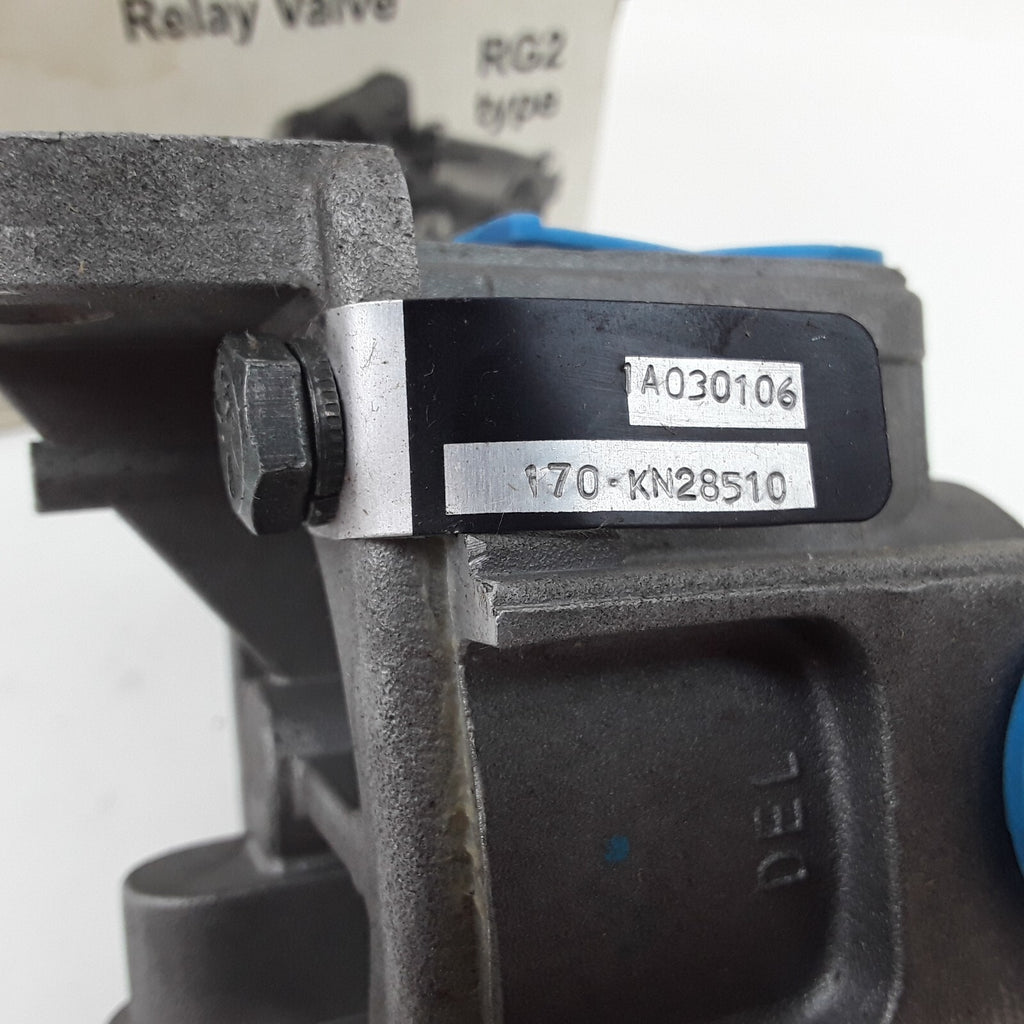 Relay Valve
RG2
type
1A030106
170-KN28510
DEL